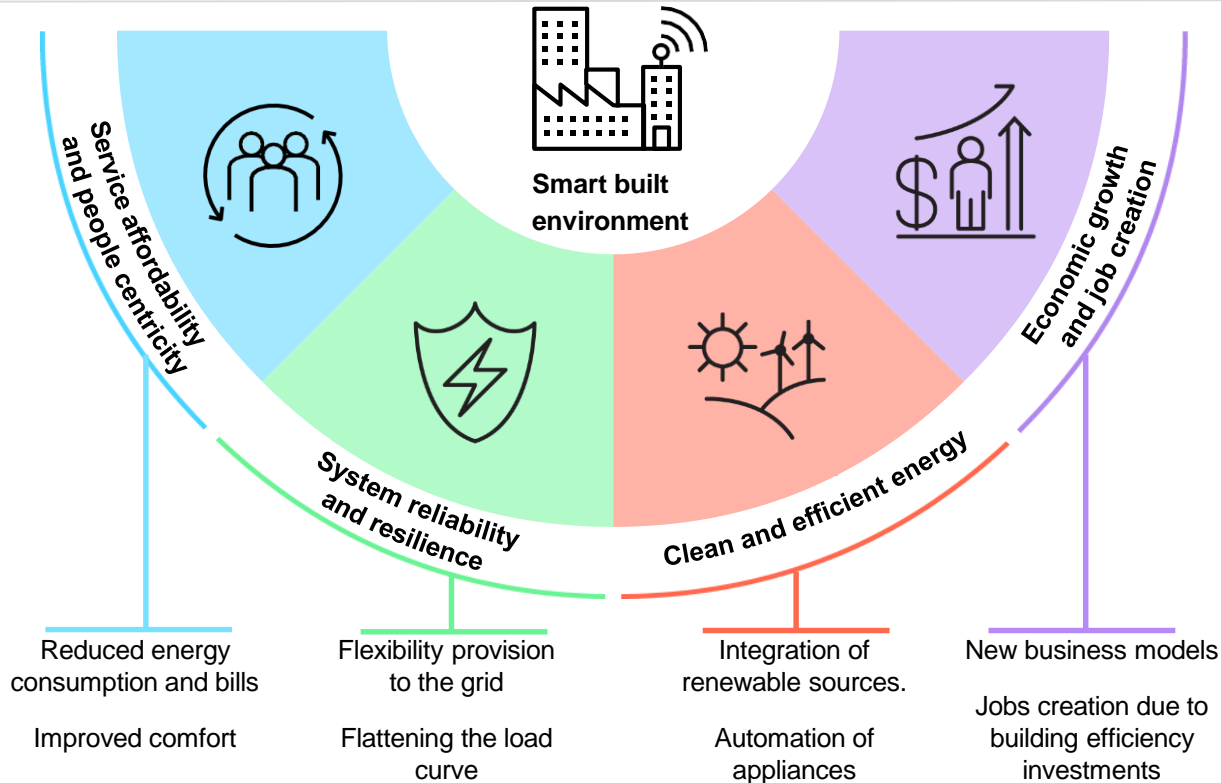 Smart built
environment
Service affordability
and people centricity
System reliability
and resilience
Clean and efficient energy
Economic growth
and job creation
Reduced energy
consumption and bills
Improved comfort
Flexibility provision
to the grid
Flattening the load
curve
Integration of
renewable sources.
Automation of
appliances
New business models
Jobs creation due to
building efficiency
investments